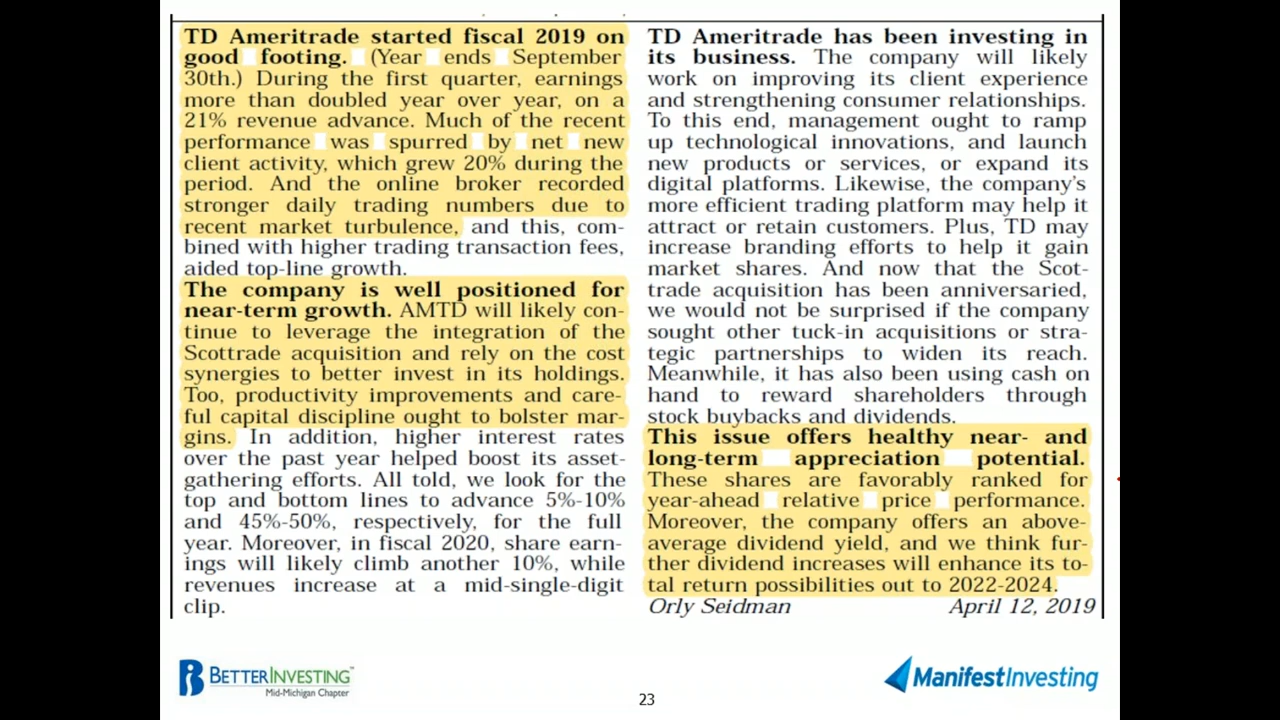 TD Ameritrade started fiscal 2019 on
good footing. (Year ends September
30th.) During the first quarter, earnings
more than doubled year over year, on a
21% revenue advance. Much of the recent
performance was spurred by net new
client activity, which grew 20% during the
period. And the online broker recorded
stronger daily trading numbers due to
recent market turbulence, and this, com-
bined with higher trading transaction fees,
aided top-line growth.
The company is well positioned for
near-term growth. AMTD will likely con-
tinue to leverage the integration of the
Scottrade acquisition and rely on the cost
synergies to better invest in its holdings.
Too, productivity improvements and care-
ful capital discipline ought to bolster mar-
gins. In addition, higher interest rates
over the past year helped boost its asset-
gathering efforts. All told, we look for the
top and bottom lines to advance 5%-10%
and 45%-50%, respectively, for the full
year. Moreover, in fiscal 2020, share earn-
ings will likely climb another 10%, while
revenues increase at a mid-single-digit
clip.
TD Ameritrade has been investing in
its business. The company will likely
work on improving its client experience
and strengthening consumer relationships.
To this end, management ought to ramp
up technological innovations, and launch
new products or services, or expand its
digital platforms. Likewise, the company's
more efficient trading platform may help it
attract or retain customers. Plus, TD may
increase branding efforts to help it gain
market shares. And now that the Scot-
trade acquisition has been anniversaried,
we would not be surprised if the company
sought other tuck-in acquisitions or stra-
tegic partnerships to widen its reach.
Meanwhile, it has also been using cash on
hand to reward shareholders through
stock buybacks and dividends.
This issue offers healthy near- and
long-term appreciation potential.
These shares are favorably ranked for
year-ahead relative price performance.
Moreover, the company offers an above-
average dividend yield, and we think fur-
ther dividend increases will enhance its to-
tal return possibilities out to 2022-2024.
Orly Seidman April 12, 2019
BETTERINVESTING™
Mid-Michigan Chapter
23
ManifestInvesting